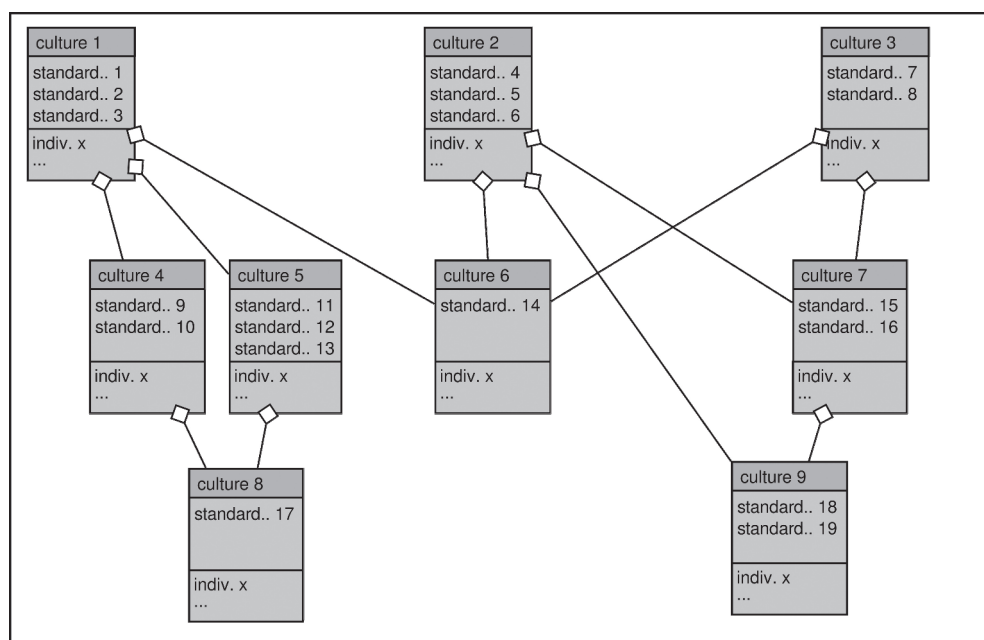 culture 1
standard.. 1
standard.. 2
standard.. 3
indiv. x
...
culture 2
standard.. 4
standard.. 5
standard.. 6
indiv. x
...
culture 3
standard.. 7
standard.. 8
indiv. x
...
culture 4
standard.. 9
standard.. 10
indiv. x
...
culture 5
standard.. 11
standard.. 12
standard.. 13
indiv. x
...
culture 6
standard.. 14
indiv. x
...
culture 7
standard.. 15
standard.. 16
indiv. x
...
culture 8
standard.. 17
indiv. x
...
culture 9
standard.. 18
standard.. 19
indiv. x
...